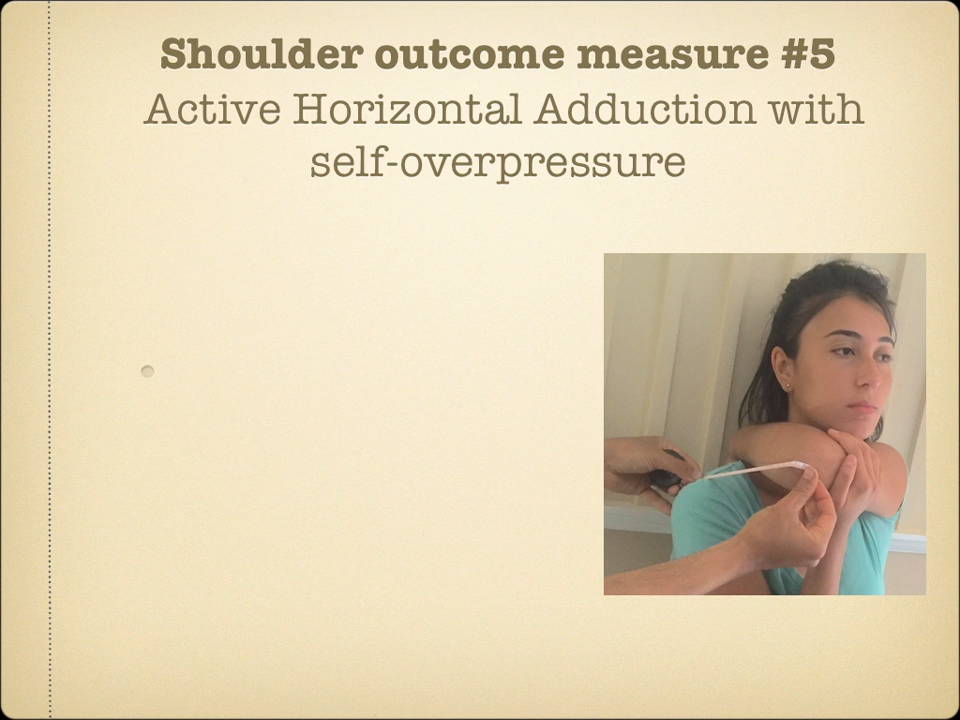 Shoulder outcome measure #5
Active Horizontal Adduction with
self-overpressure